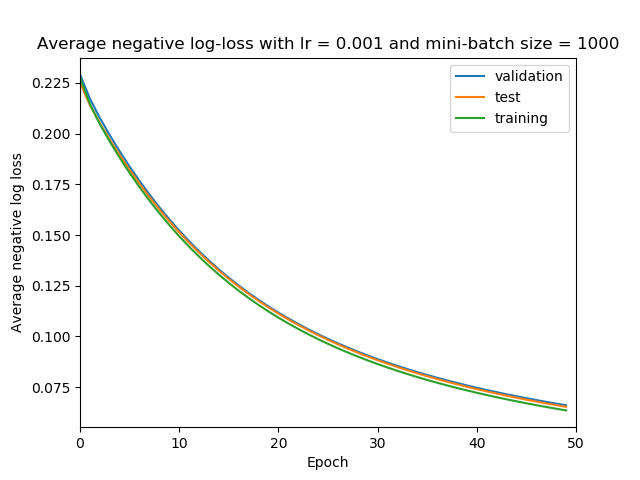 Average negative log-loss with lr = 0.001 and mini-batch size = 1000
validation
test
training
0.225
0.200
0.175
0.150
0.125
0.100
0.075
Average negative log loss
0
10
20
30
40
50
Epoch